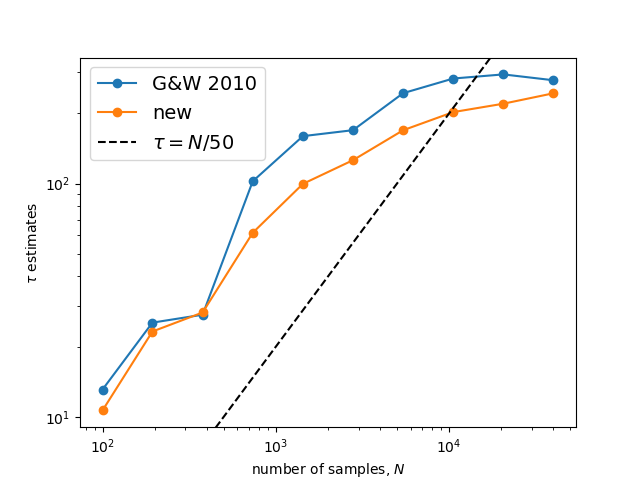 G&W 2010
new
τ = N/50
10²
10¹
τ estimates
10² 10³ 10⁴
number of samples, N